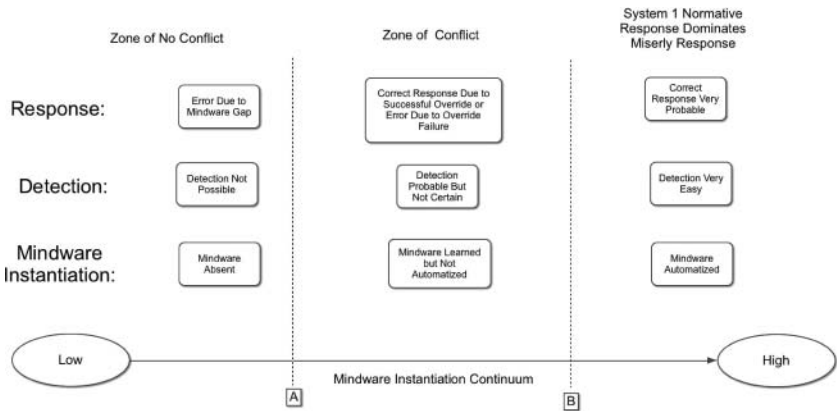 Zone of No Conflict
Zone of Conflict
System 1 Normative
Response Dominates
Miserly Response
Response:
Error Due to
Mindware Gap
Correct Response Due to
Successful Override or
Error Due to Override
Failure
Correct
Response Very
Probable
Detection:
Detection Not
Possible
Detection
Probable But
Not Certain
Detection Very
Easy
Mindware
Instantiation:
Mindware
Absent
Mindware Learned
but Not
Automatized
Mindware
Automatized
Low
High
Mindware Instantiation Continuum
A
B